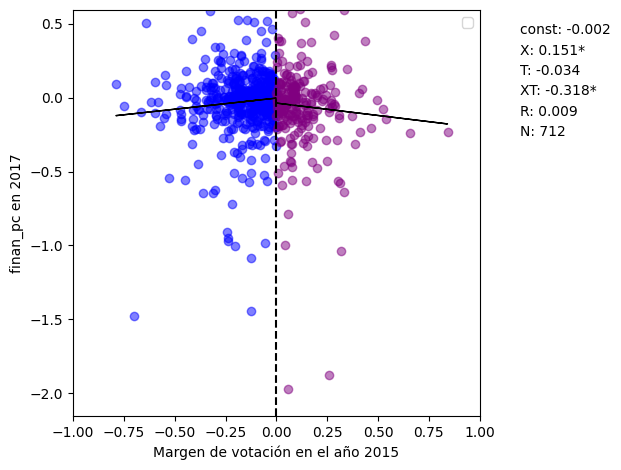 0.5
0.0
−0.5
−1.0
−1.5
−2.0
finan_pc en 2017
−1.00
−0.75
−0.50
−0.25
0.00
0.25
0.50
0.75
1.00
Margen de votación en el año 2015
const: -0.002
X: 0.151*
T: -0.034
XT: -0.318*
R: 0.009
N: 712